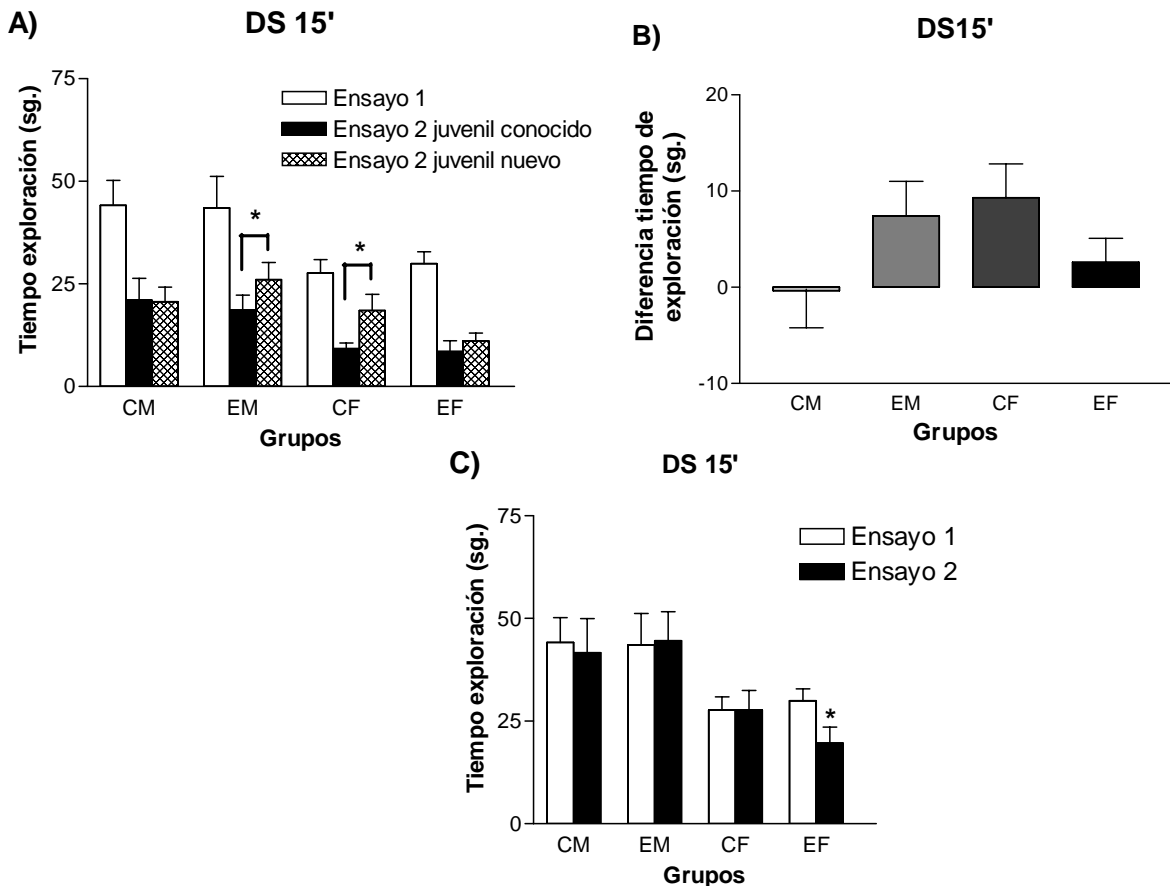 A)
DS 15'
75
50
25
0
Tiempo exploración (sg.)
Ensayo 1
Ensayo 2 juvenil conocido
Ensayo 2 juvenil nuevo
*
*
CM
EM
CF
EF
Grupos
B)
DS15'
20
10
0
-10
Diferencia tiempo de
exploración (sg.)
CM
EM
CF
EF
Grupos
C)
DS 15'
75
50
25
0
Tiempo exploración (sg.)
Ensayo 1
Ensayo 2
*
CM
EM
CF
EF
Grupos